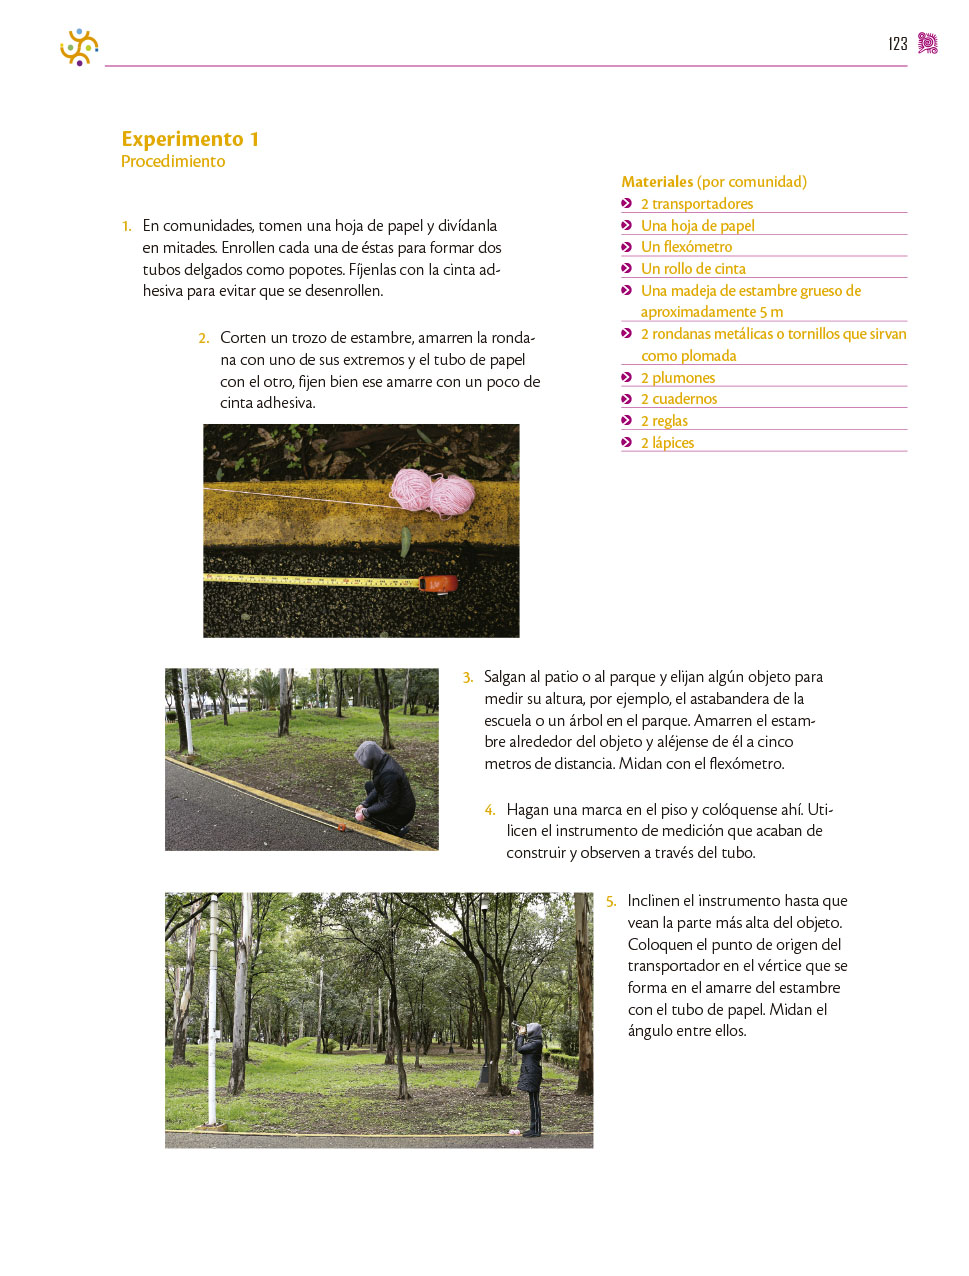 123
Experimento 1
Procedimiento
1. En comunidades, tomen una hoja de papel y divídanla
en mitades. Enrollen cada una de éstas para formar dos
tubos delgados como popotes. Fíjenlas con la cinta ad-
hesiva para evitar que se desenrollen.
2. Corten un trozo de estambre, amarren la ronda-
na con uno de sus extremos y el tubo de papel
con el otro, fijen bien ese amarre con un poco de
cinta adhesiva.
Materiales (por comunidad)
2 transportadores
Una hoja de papel
Un flexómetro
Un rollo de cinta
Una madeja de estambre grueso de
aproximadamente 5 m
2 rondanas metálicas o tornillos que sirvan
como plomada
2 plumones
2 cuadernos
2 reglas
2 lápices
3. Salgan al patio o al parque y elijan algún objeto para
medir su altura, por ejemplo, el astabandera de la
escuela o un árbol en el parque. Amarren el estam-
bre alrededor del objeto y aléjense de él a cinco
metros de distancia. Midan con el flexómetro.
4. Hagan una marca en el piso y colóquense ahí. Uti-
licen el instrumento de medición que acaban de
construir y observen a través del tubo.
5. Inclinen el instrumento hasta que
vean la parte más alta del objeto.
Coloquen el punto de origen del
transportador en el vértice que se
forma en el amarre del estambre
con el tubo de papel. Midan el
ángulo entre ellos.